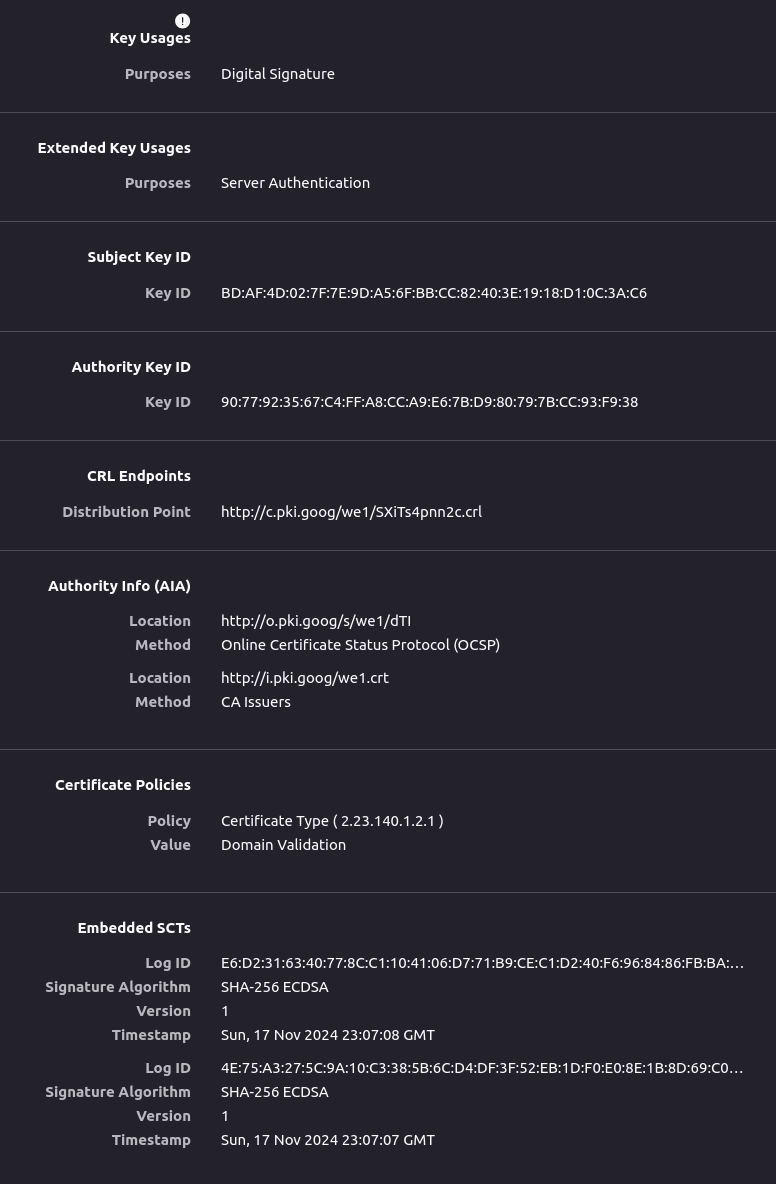 Key Usages
Purposes Digital Signature
Extended Key Usages
Purposes Server Authentication
Subject Key ID
Key ID BD:AF:4D:02:7F:7E:9D:A5:6F:BB:CC:82:40:3E:19:18:D1:0C:3A:C6
Authority Key ID
Key ID 90:77:92:35:67:C4:FF:A8:CC:A9:E6:7B:D9:80:79:7B:CC:93:F9:38
CRL Endpoints
Distribution Point http://c.pki.goog/we1/SXiTs4pnn2c.crl
Authority Info (AIA)
Location http://o.pki.goog/s/we1/dTI
Method Online Certificate Status Protocol (OCSP)
Location http://i.pki.goog/we1.crt
Method CA Issuers
Certificate Policies
Policy Certificate Type ( 2.23.140.1.2.1 )
Value Domain Validation
Embedded SCTs
Log ID E6:D2:31:63:40:77:8C:C1:10:41:06:D7:71:B9:CE:C1:D2:40:F6:96:84:86:FB:BA:…
Signature Algorithm SHA-256 ECDSA
Version 1
Timestamp Sun, 17 Nov 2024 23:07:08 GMT
Log ID 4E:75:A3:27:5C:9A:10:C3:38:5B:6C:D4:DF:3F:52:EB:1D:F0:E0:8E:1B:8D:69:C0…
Signature Algorithm SHA-256 ECDSA
Version 1
Timestamp Sun, 17 Nov 2024 23:07:07 GMT